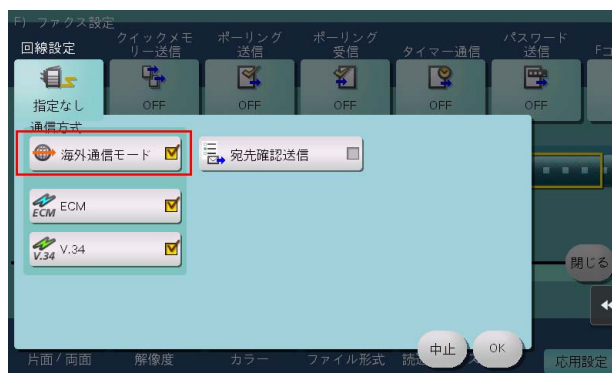 F) ファクス設定
回線設定
クイックメモ
リー送信
ポーリング
送信
ポーリング
受信
タイマー通信
パスワード
送信
Fコ
指定なし
OFF
OFF
OFF
OFF
OFF
通信方式
海外通信モード
宛先確認送信
ECM
ECM
V.34
V.34
閉じる
中止
OK
片面 / 両面
解像度
カラー
ファイル形式
応用設定